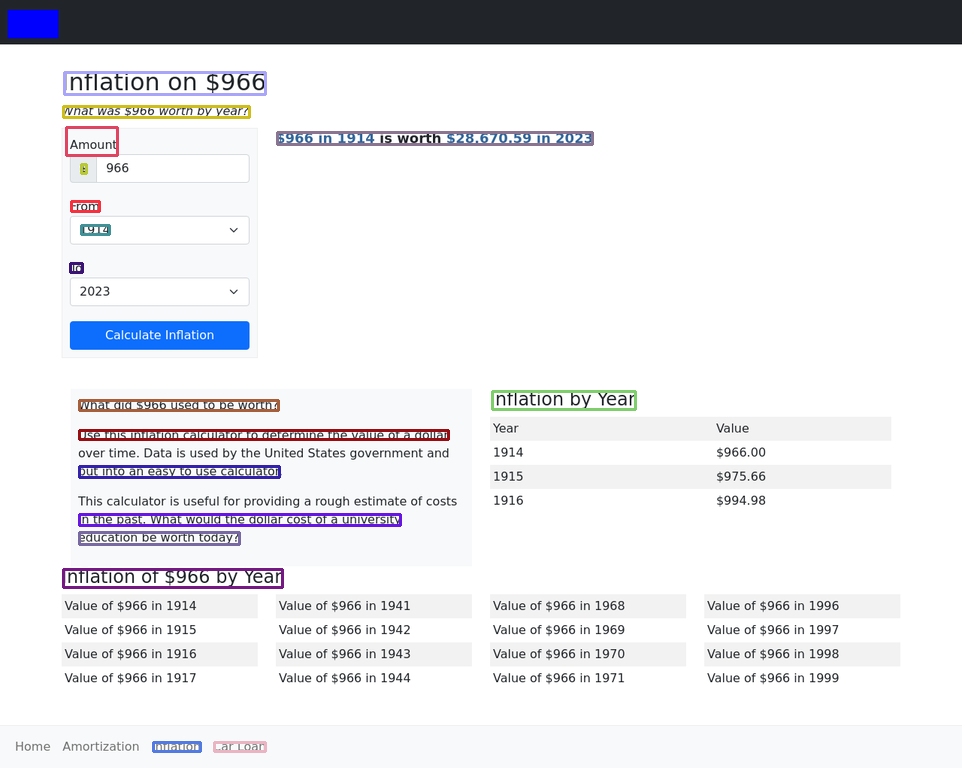 Inflation on $966
What was $966 worth by year?
Amount
$
966
From
1914
To
2023
Calculate Inflation
$966 in 1914 is worth $28,670.59 in 2023
What did $966 used to be worth?
Use this inflation calculator to determine the value of a dollar
over time. Data is used by the United States government and
put into an easy to use calculator.
This calculator is useful for providing a rough estimate of costs
in the past. What would the dollar cost of a university
education be worth today?
Inflation by Year
Year Value
1914 $966.00
1915 $975.66
1916 $994.98
Inflation of $966 by Year
Value of $966 in 1914 Value of $966 in 1941 Value of $966 in 1968 Value of $966 in 1996
Value of $966 in 1915 Value of $966 in 1942 Value of $966 in 1969 Value of $966 in 1997
Value of $966 in 1916 Value of $966 in 1943 Value of $966 in 1970 Value of $966 in 1998
Value of $966 in 1917 Value of $966 in 1944 Value of $966 in 1971 Value of $966 in 1999
Home Amortization Inflation Car Loan